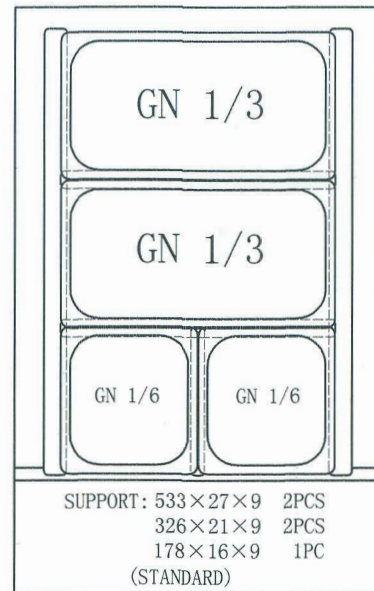 GN 1/3
GN 1/3
GN 1/6 GN 1/6
SUPPORT: 533×27×9 2PCS
326×21×9 2PCS
178×16×9 1PC
(STANDARD)